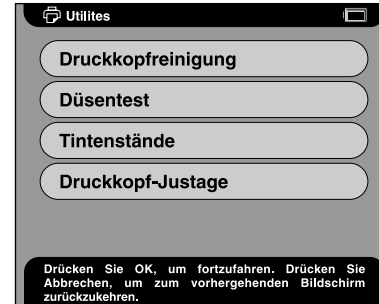 Utilites
Druckkopfreinigung
Düsentest
Tintenstände
Druckkopf-Justage
Drücken Sie OK, um fortzufahren. Drücken Sie
Abbrechen, um zum vorhergehenden Bildschirm
zurückzukehren.